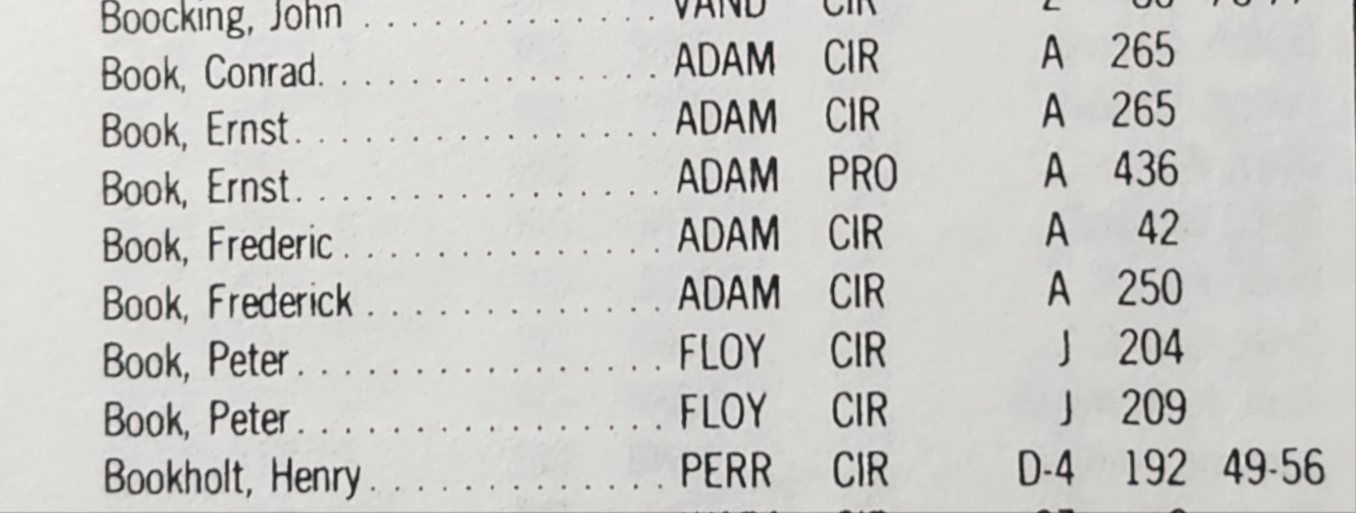 Boocking, John . . . . . . . . . . . . . . VAND CIR
Book, Conrad. . . . . . . . . . . . . . . . ADAM CIR A 265
Book, Ernst. . . . . . . . . . . . . . . . . . ADAM CIR A 265
Book, Ernst. . . . . . . . . . . . . . . . . . ADAM PRO A 436
Book, Frederic . . . . . . . . . . . . . . . ADAM CIR A 42
Book, Frederick . . . . . . . . . . . . . . ADAM CIR A 250
Book, Peter. . . . . . . . . . . . . . . . . . FLOY CIR J 204
Book, Peter. . . . . . . . . . . . . . . . . . FLOY CIR J 209
Bookholt, Henry. . . . . . . . . . . . . . PERR CIR D-4 192 49-56